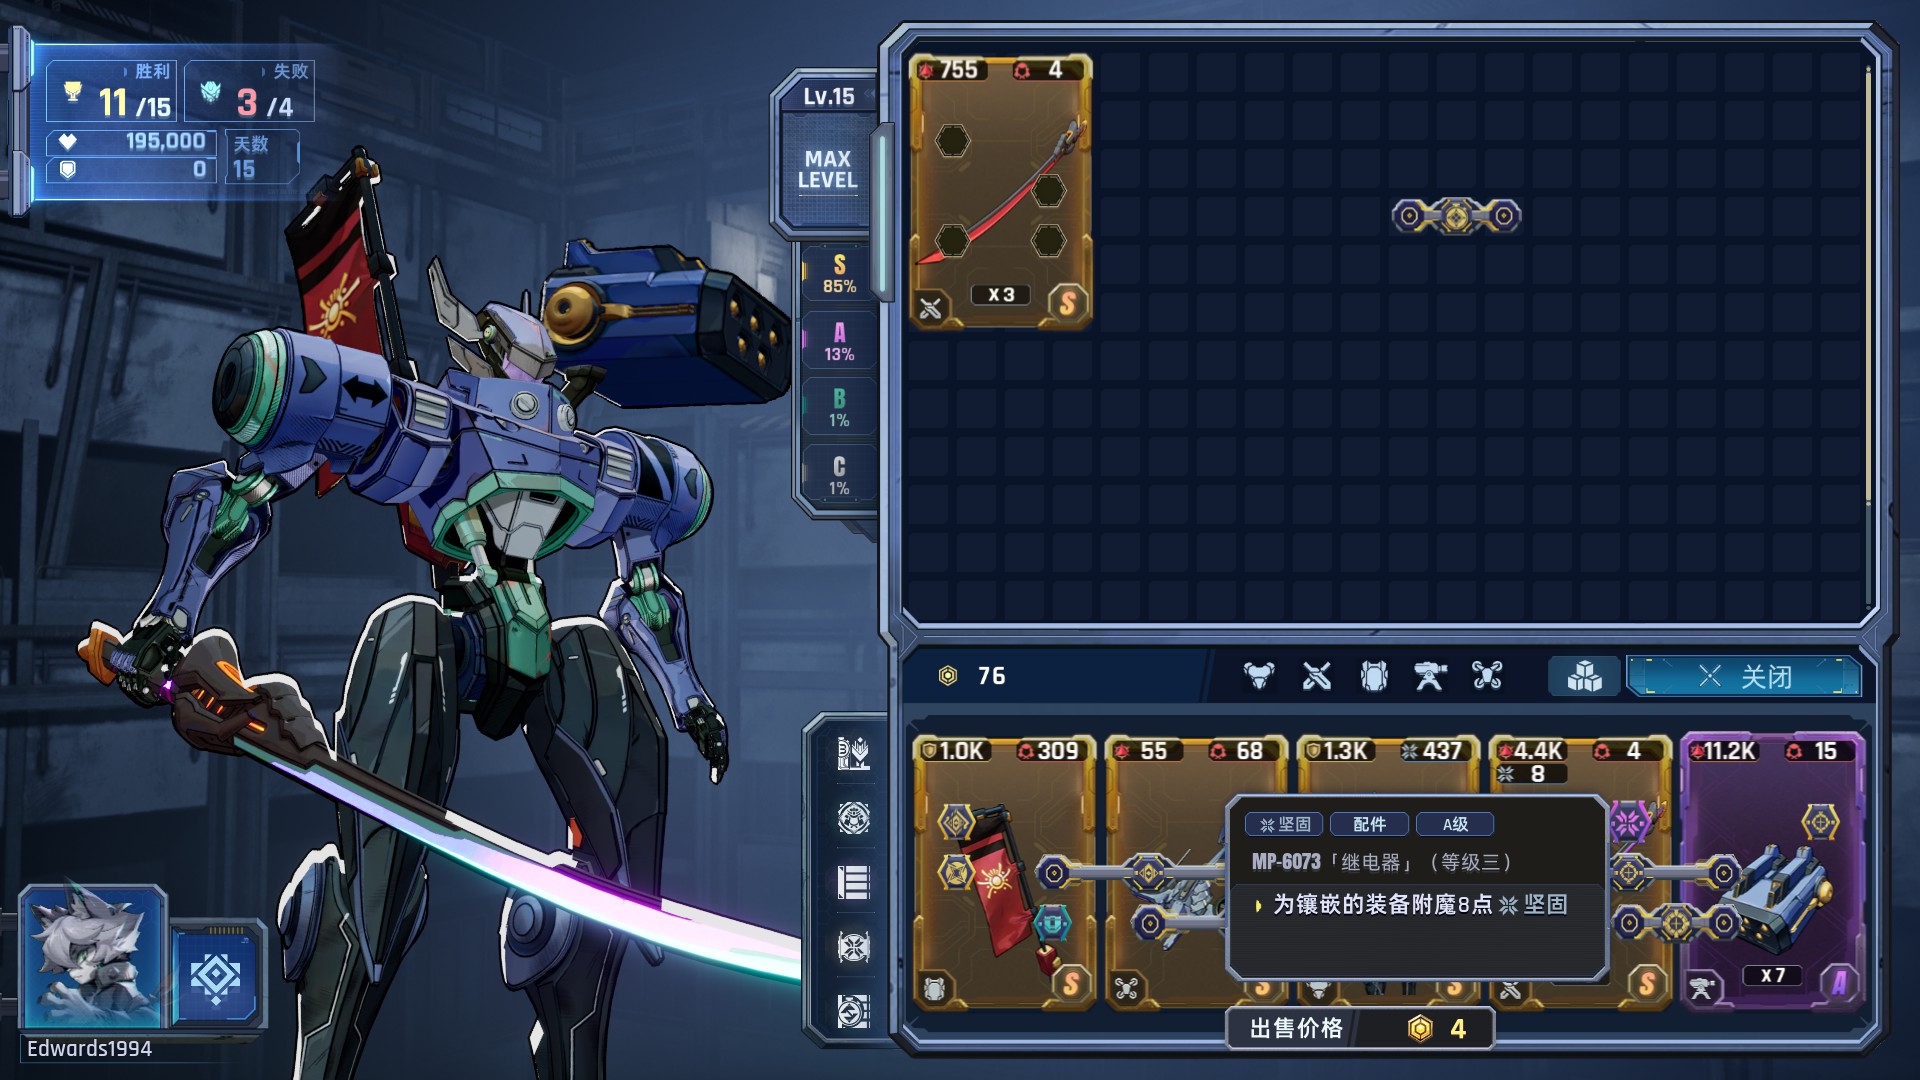 胜利
11/15
失败
3/4
195,000
0
天数
15
Lv.15
MAX
LEVEL
S
85%
A
13%
B
1%
C
1%
755
4
X3
S
76
关闭
1.0K
309
S
55
68
S
1.3K
437
S
4.4K
4
8
S
11.2K
15
X7
A
坚固
配件
A级
MP-6073「继电器」（等级三）
为镶嵌的装备附魔8点 坚固
出售价格
4
Edwards1994